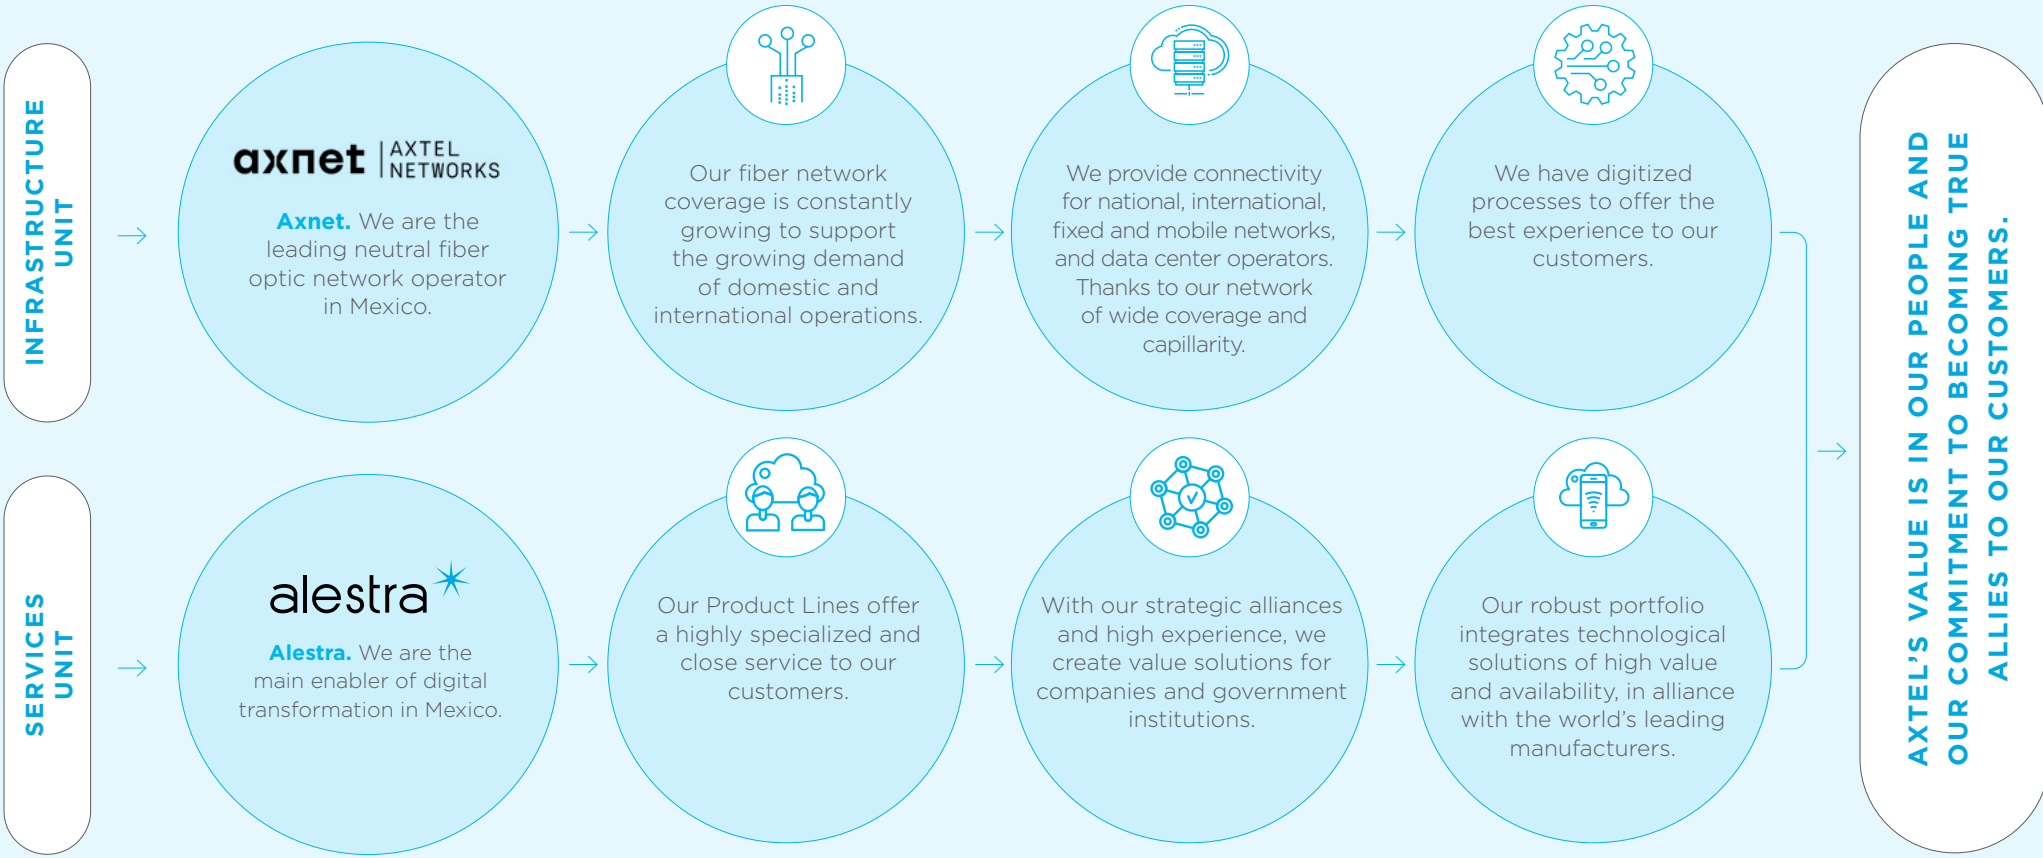 INFRASTRUCTURE
UNIT
axnet | AXTEL
NETWORKS
Axnet. We are the
leading neutral fiber
optic network operator
in Mexico.
Our fiber network
coverage is constantly
growing to support
the growing demand
of domestic and
international operations.
We provide connectivity
for national, international,
fixed and mobile networks,
and data center operators.
Thanks to our network
of wide coverage and
capillarity.
We have digitized
processes to offer the
best experience to our
customers.
SERVICES
UNIT
alestra
Alestra. We are the
main enabler of digital
transformation in Mexico.
Our Product Lines offer
a highly specialized and
close service to our
customers.
With our strategic alliances
and high experience, we
create value solutions for
companies and government
institutions.
Our robust portfolio
integrates technological
solutions of high value
and availability, in alliance
with the world’s leading
manufacturers.
AXTEL’S VALUE IS IN OUR PEOPLE AND
OUR COMMITMENT TO BECOMING TRUE
ALLIES TO OUR CUSTOMERS.